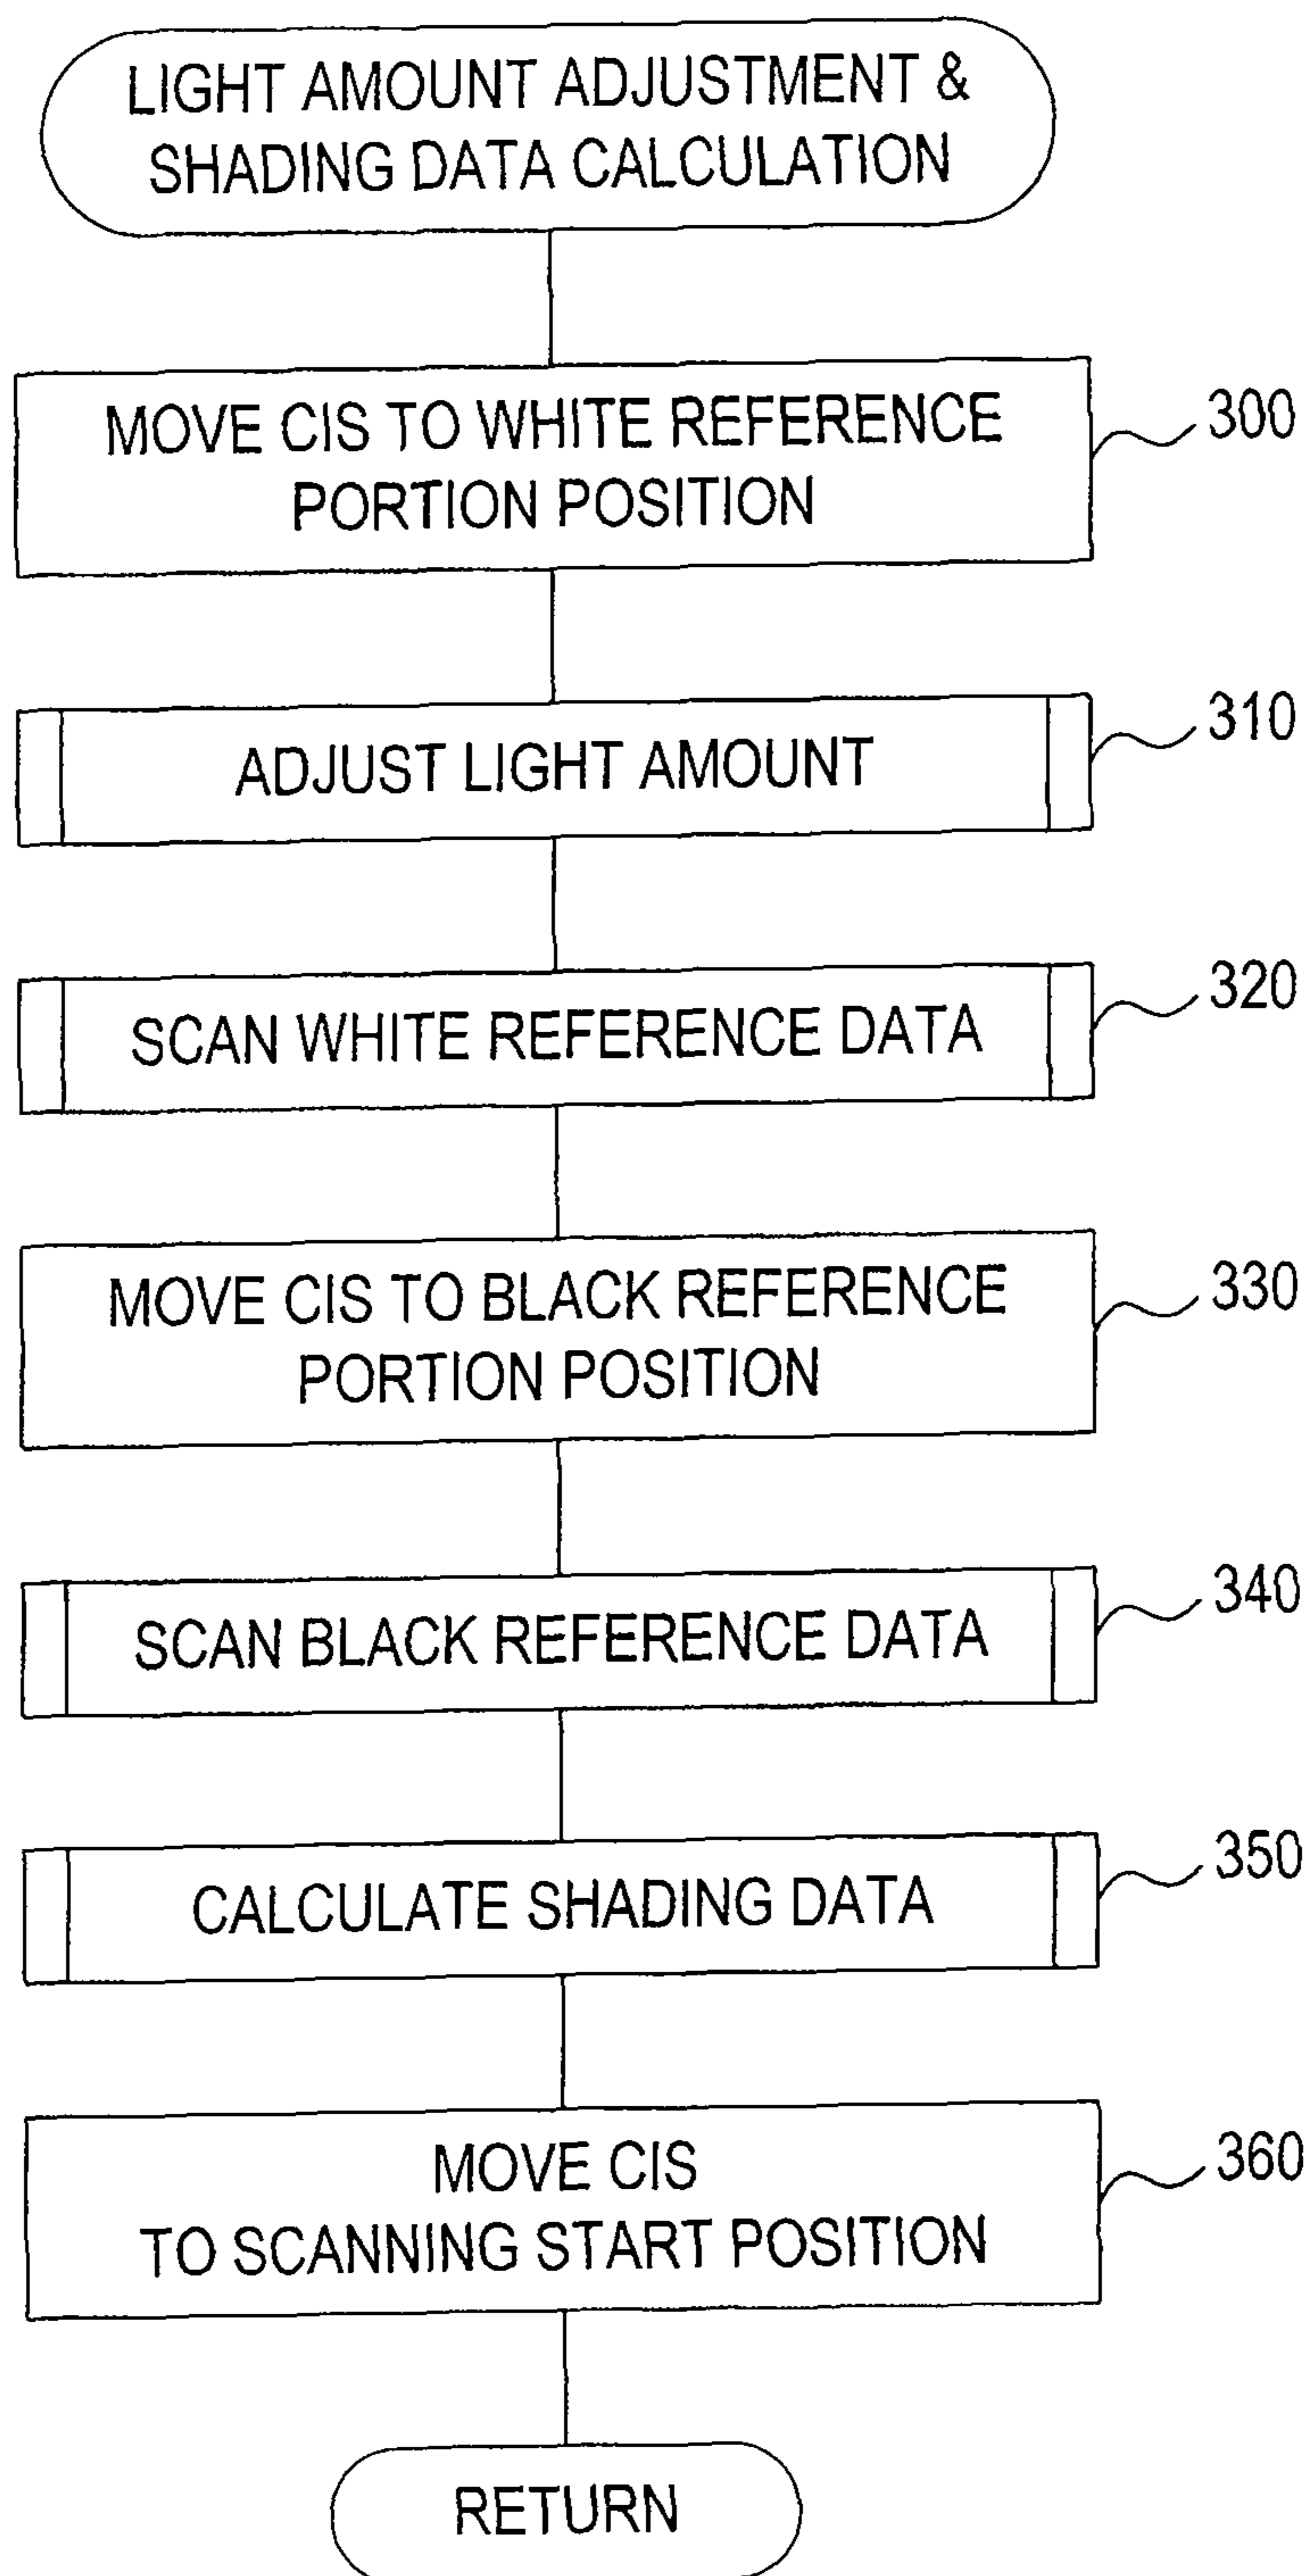 LIGHT AMOUNT ADJUSTMENT &
SHADING DATA CALCULATION
MOVE CIS TO WHITE REFERENCE
PORTION POSITION
300
ADJUST LIGHT AMOUNT
310
SCAN WHITE REFERENCE DATA
320
MOVE CIS TO BLACK REFERENCE
PORTION POSITION
330
SCAN BLACK REFERENCE DATA
340
CALCULATE SHADING DATA
350
MOVE CIS
TO SCANNING START POSITION
360
RETURN